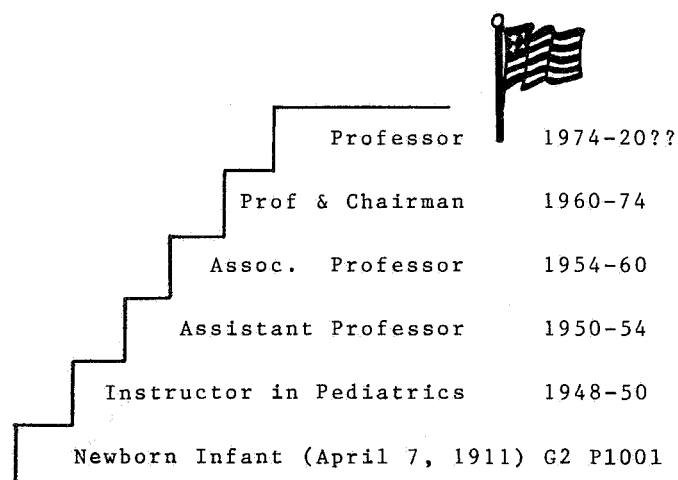 Professor 1974-20??
Prof & Chairman 1960-74
Assoc. Professor 1954-60
Assistant Professor 1950-54
Instructor in Pediatrics 1948-50
Newborn Infant (April 7, 1911) G2 P1001